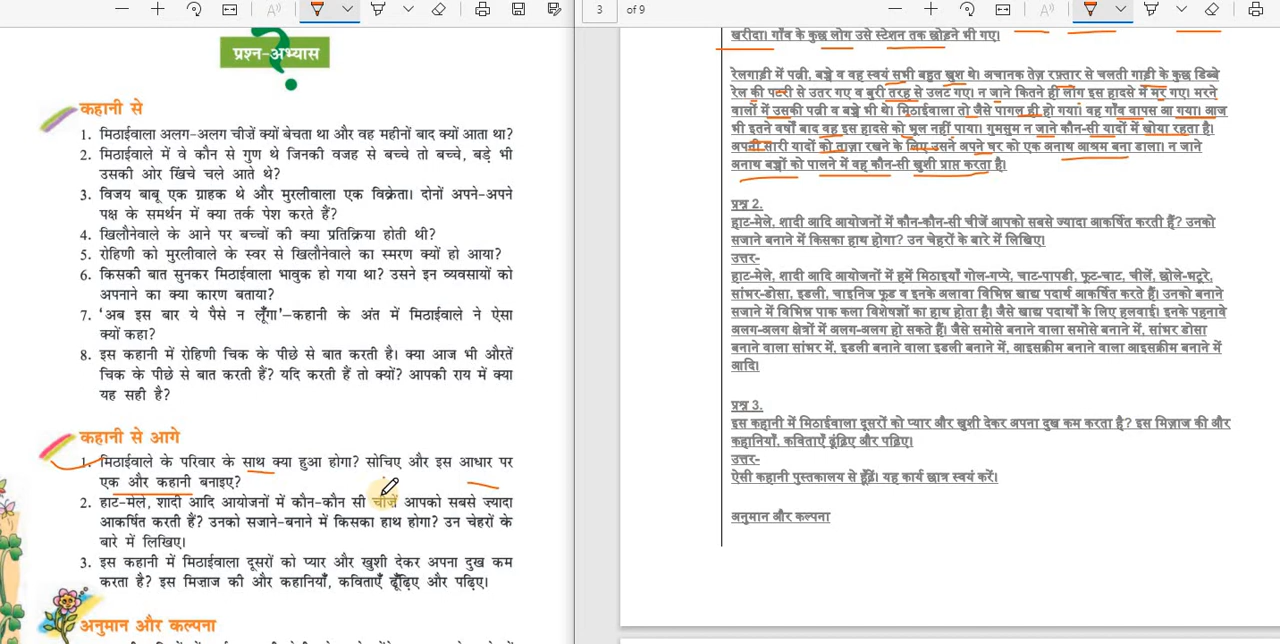 3 of 9
प्रश्न-अभ्यास
कहानी से
1. मिठाईवाला अलग-अलग चीज़ें क्यों बेचता था और वह महीनों बाद क्यों आता था?
2. मिठाईवाले में वे कौन से गुण थे जिनकी वजह से बच्चे तो बच्चे, बड़े भी
उसकी ओर खिंचे चले आते थे?
3. विजय बाबू एक ग्राहक थे और मुरलीवाला एक विक्रेता। दोनों अपने-अपने
पक्ष के समर्थन में क्या तर्क पेश करते हैं?
4. खिलौनेवाले के आने पर बच्चों की क्या प्रतिक्रिया होती थी?
5. रोहिणी को मुरलीवाले के स्वर से खिलौनेवाले का स्मरण क्यों हो आया?
6. किसकी बात सुनकर मिठाईवाला भावुक हो गया था? उसने इन व्यवसायों को
अपनाने का क्या कारण बताया?
7. 'अब इस बार ये पैसे न लूँगा'–कहानी के अंत में मिठाईवाले ने ऐसा
क्यों कहा?
8. इस कहानी में रोहिणी चिक के पीछे से बात करती है। क्या आज भी औरतें
चिक के पीछे से बात करती हैं? यदि करती हैं तो क्यों? आपकी राय में क्या
यह सही है?
कहानी से आगे
1. मिठाईवाले के परिवार के साथ क्या हुआ होगा? सोचिए और इस आधार पर
एक और कहानी बनाइए?
2. हाट-मेले, शादी आदि आयोजनों में कौन-कौन सी चीज़ें आपको सबसे ज्यादा
आकर्षित करती हैं? उनको सजाने-बनाने में किसका हाथ होगा? उन चेहरों के
बारे में लिखिए।
3. इस कहानी में मिठाईवाला दूसरों को प्यार और खुशी देकर अपना दुख कम
करता है? इस मिज़ाज की और कहानियाँ, कविताएँ ढूँढ़िए और पढ़िए।
अनुमान और कल्पना
खरीदा। गाँव के कुछ लोग उसे स्टेशन तक छोड़ने भी गए।
रेलगाड़ी में पत्नी, बच्चे व वह स्वयं सभी बहुत खुश थे। अचानक तेज़ रफ़्तार से चलती गाड़ी के कुछ डिब्बे
रेल की पटरी से उतर गए व बुरी तरह से उलट गए। न जाने कितने ही लोग इस हादसे में मर गए। मरने
वालों में उसकी पत्नी व बच्चे भी थे। मिठाईवाला तो जैसे पागल ही हो गया। वह गाँव वापस आ गया। आज
भी इतने वर्षों बाद वह इस हादसे को भूल नहीं पाया। गुमसुम न जाने कौन-सी यादों में खोया रहता है।
अपनी सारी यादों को ताज़ा रखने के लिए उसने अपने घर को एक अनाथ आश्रम बना डाला। न जाने
अनाथ बच्चों को पालने में वह कौन-सी खुशी प्राप्त करता है।
प्रश्न 2.
हाट-मेले, शादी आदि आयोजनों में कौन-कौन-सी चीजें आपको सबसे ज्यादा आकर्षित करती हैं? उनको
सजाने बनाने में किसका हाथ होगा? उन चेहरों के बारे में लिखिए।
उत्तर-
हाट-मेले, शादी आदि आयोजनों में हमें मिठाइयाँ गोल-गप्पे, चाट-पापडी, फ्रूट-चाट, चीलें, छोले-भटूरे,
सांभर-डोसा, इडली, चाइनिज फूड व इनके अलावा विभिन्न खाद्य पदार्थ आकर्षित करते हैं। उनको बनाने
सजाने में विभिन्न पाक कला विशेषज्ञों का हाथ होता है। जैसे खाद्य पदार्थों के लिए हलवाई। इनके पहनावे
अलग-अलग क्षेत्रों में अलग-अलग हो सकते हैं। जैसे समोसे बनाने वाला समोसे बनाने में, सांभर डोसा
बनाने वाला सांभर में, इडली बनाने वाला इडली बनाने में, आइसक्रीम बनाने वाला आइसक्रीम बनाने में
आदि।
प्रश्न 3.
इस कहानी में मिठाईवाला दूसरों को प्यार और खुशी देकर अपना दुख कम करता है? इस मिज़ाज की और
कहानियाँ, कविताएँ ढूंढ़िए और पढ़िए।
उत्तर-
ऐसी कहानी पुस्तकालय से ढूँढ़ें। यह कार्य छात्र स्वयं करें।
अनुमान और कल्पना